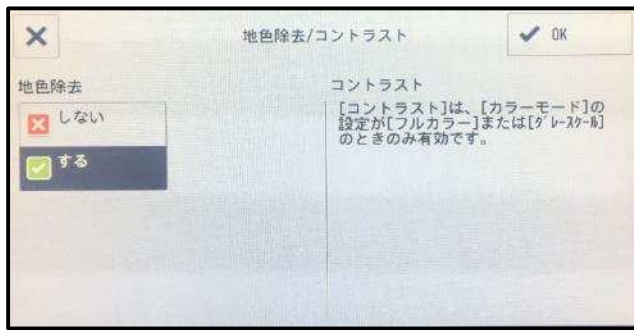 地色除去/コントラスト
OK
地色除去
しない
する
コントラスト
[コントラスト]は、[カラーモード]の
設定が[フルカラー]または[グレースケール]
のときのみ有効です。